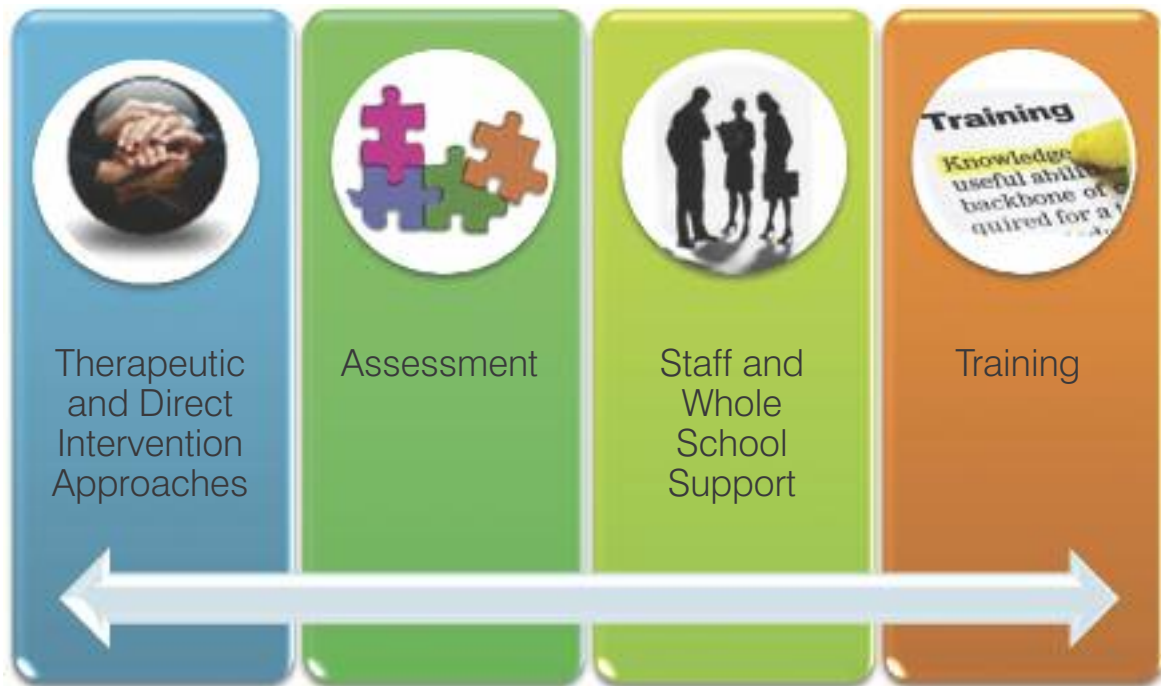 Therapeutic
and Direct
Intervention
Approaches
Assessment
Staff and
Whole
School
Support
Training
Knowledge
useful
backbone of
quired for a
Training